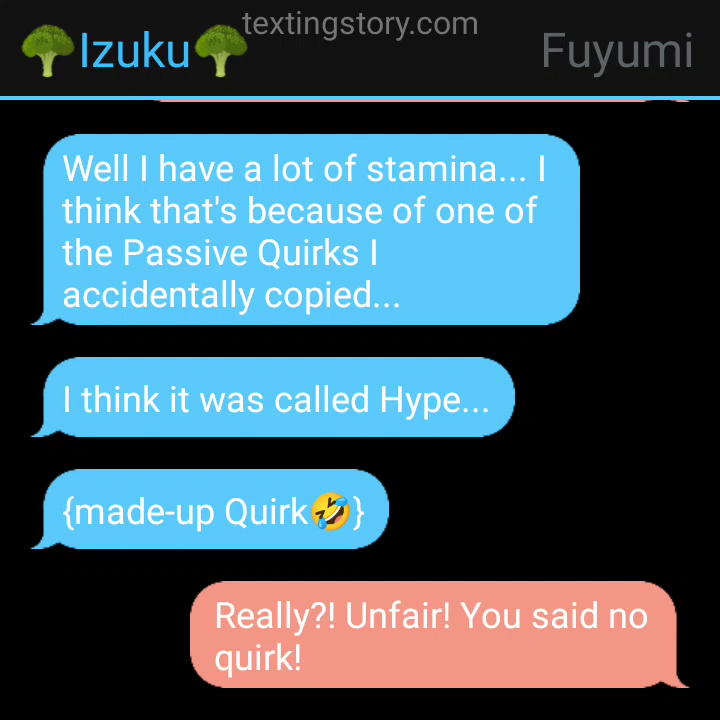 textingstory.com
🥦Izuku🥦 Fuyumi
Well I have a lot of stamina... I
think that's because of one of
the Passive Quirks I
accidentally copied...
I think it was called Hype...
{made-up Quirk🤣}
Really?! Unfair! You said no
quirk!